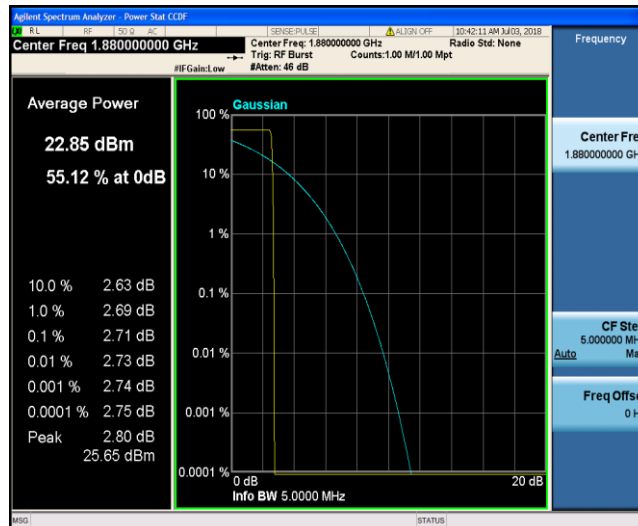 Agilent Spectrum Analyzer - Power Stat CCDF
RL RF 50 Ω AC SENSE:PULSE ALIGN OFF 10:42:11 AM Jul 03, 2018
Center Freq 1.880000000 GHz
Center Freq: 1.880000000 GHz Radio Std: None
Trig: RF Burst Counts:1.00 M/1.00 Mpt
#IFGain:Low #Atten: 46 dB
Frequency
Average Power
22.85 dBm
55.12 % at 0dB
10.0 % 2.63 dB
1.0 % 2.69 dB
0.1 % 2.71 dB
0.01 % 2.73 dB
0.001 % 2.74 dB
0.0001 % 2.75 dB
Peak 2.80 dB
25.65 dBm
Gaussian
100 %
10 %
1 %
0.1 %
0.01 %
0.001 %
0.0001 %
0 dB 20 dB
Info BW 5.0000 MHz
Center Fre
1.880000000 GH
CF Ste
5.000000 MH
Auto Ma
Freq Offse
0 H
MSG STATUS